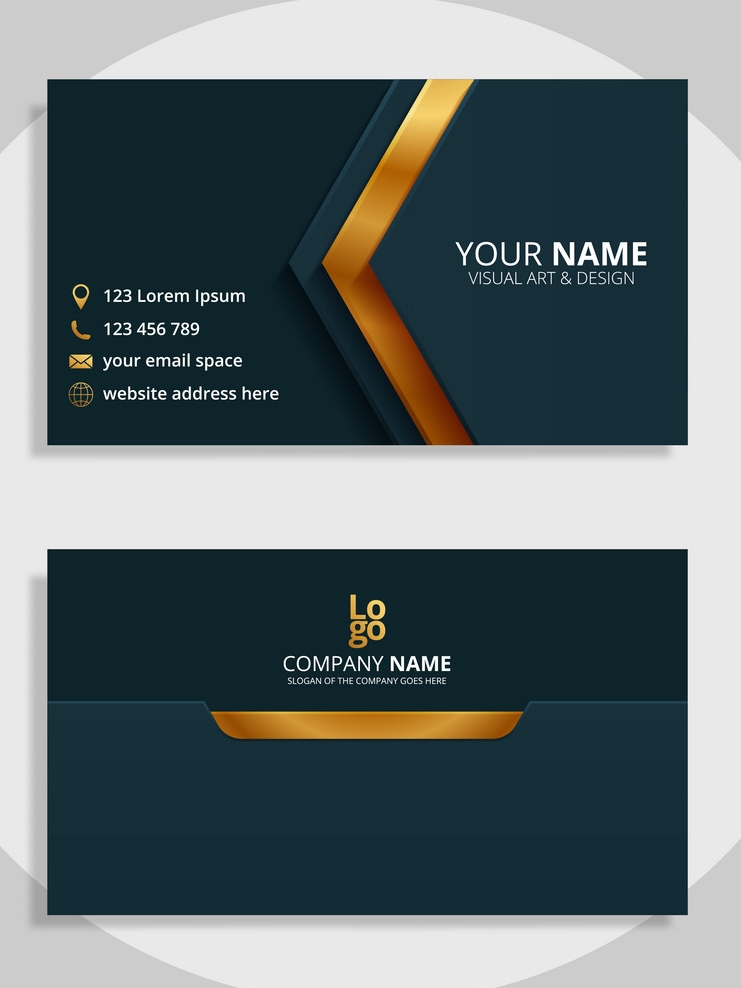 YOUR NAME
VISUAL ART & DESIGN
123 Lorem Ipsum
123 456 789
your email space
website address here
Lo
go
COMPANY NAME
SLOGAN OF THE COMPANY GOES HERE